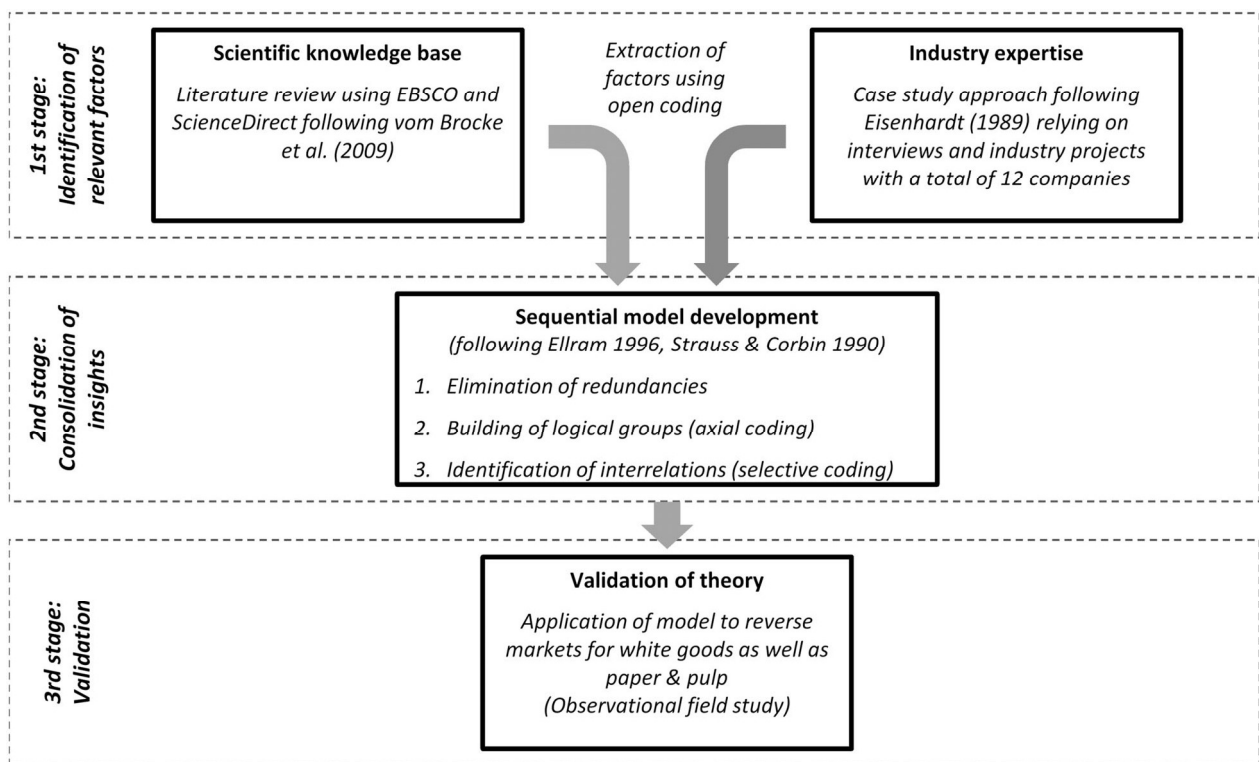 1st stage:
Identification of
relevant factors
Scientific knowledge base
Literature review using EBSCO and
ScienceDirect following vom Brocke
et al. (2009)
Extraction of
factors using
open coding
Industry expertise
Case study approach following
Eisenhardt (1989) relying on
interviews and industry projects
with a total of 12 companies
2nd stage:
Consolidation of
insights
Sequential model development
(following Ellram 1996, Strauss & Corbin 1990)
1. Elimination of redundancies
2. Building of logical groups (axial coding)
3. Identification of interrelations (selective coding)
3rd stage:
Validation
Validation of theory
Application of model to reverse
markets for white goods as well as
paper & pulp
(Observational field study)